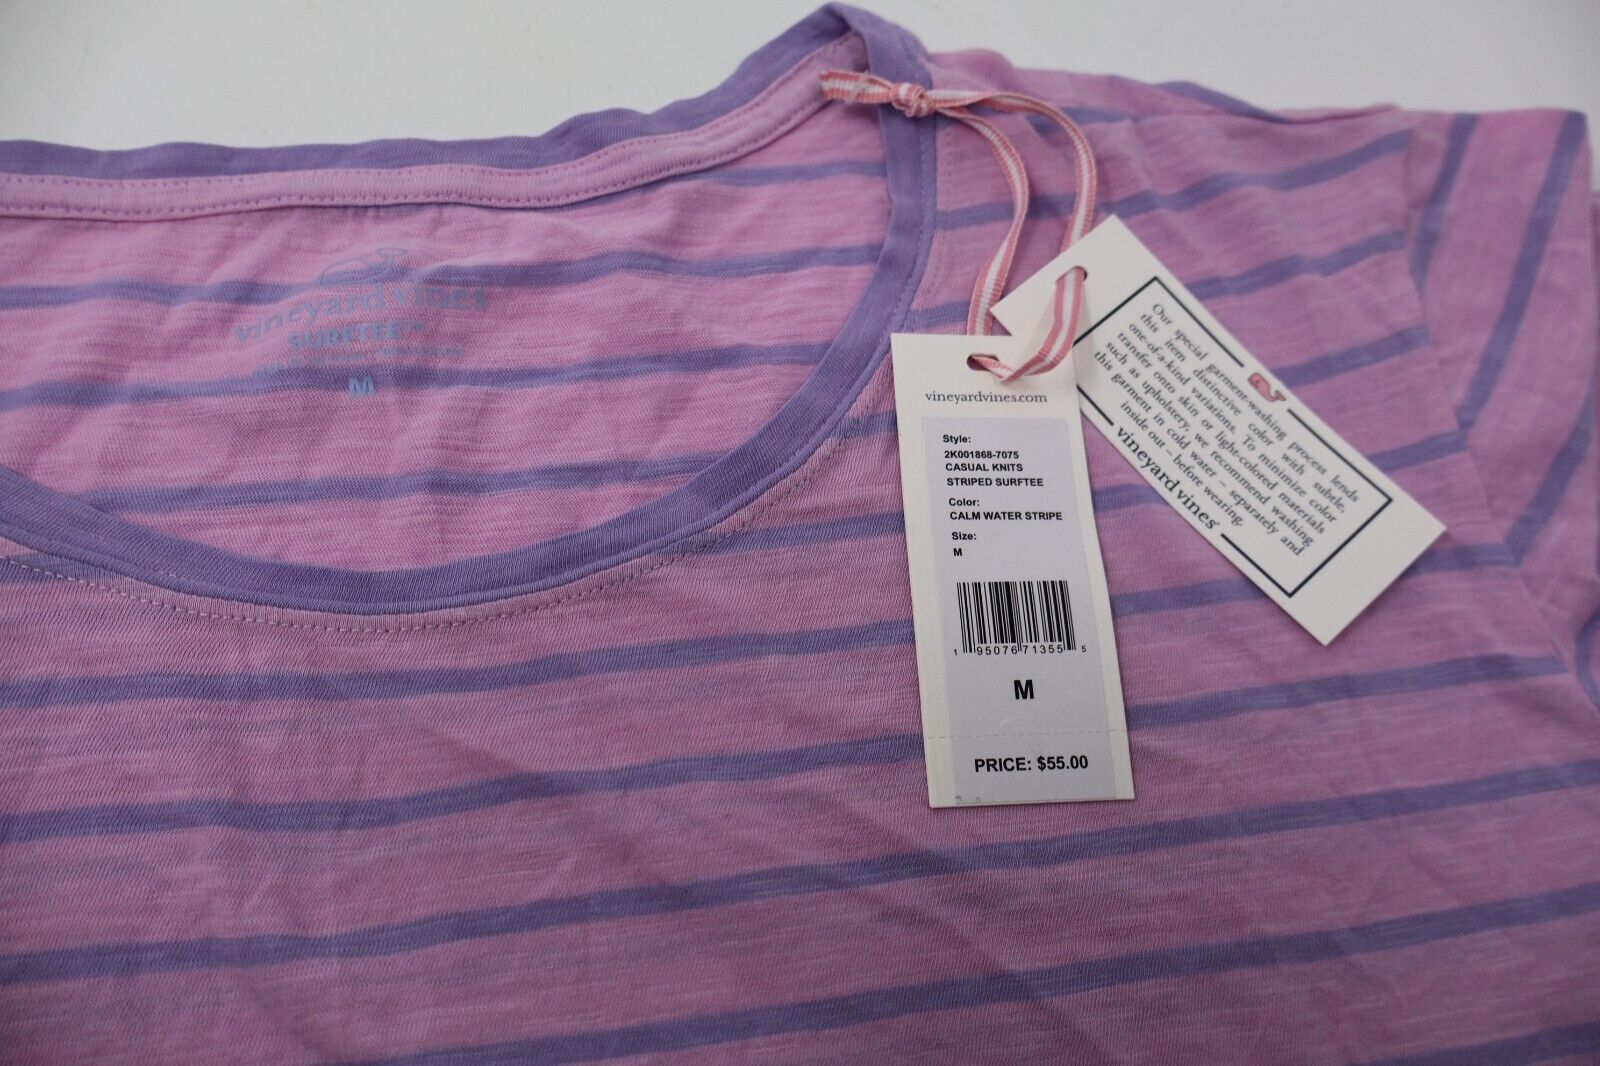 vineyard vines
SURFTEE™
M
vineyardvines.com
Style:
2K001868-7075
CASUAL KNITS
STRIPED SURFTEE
Color:
CALM WATER STRIPE
Size:
M
1 95076 71355 5
M
PRICE: $55.00
Our special garment-washing process lends
this item distinctive color with subtle,
one-of-a-kind variations. To minimize color
transfer onto skin or light-colored materials
such as upholstery, we recommend washing
this garment in cold water – separately and
inside out – before wearing.
vineyard vines